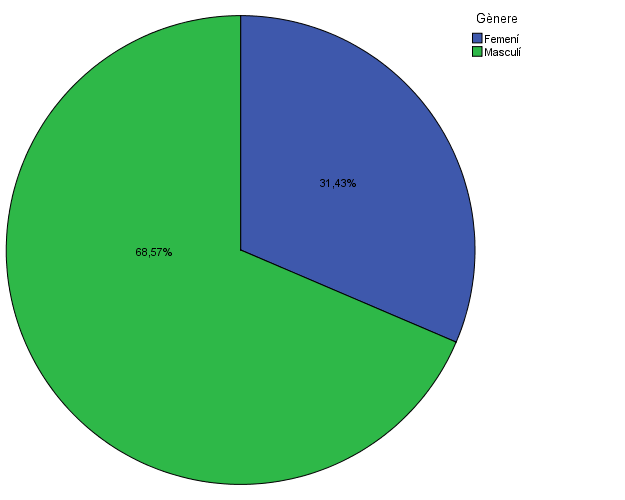 Gènere
Femení
Masculí
31,43%
68,57%